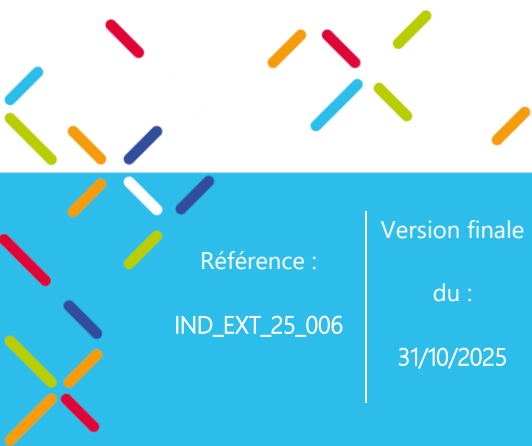 Référence :
IND_EXT_25_006
Version finale
du :
31/10/2025